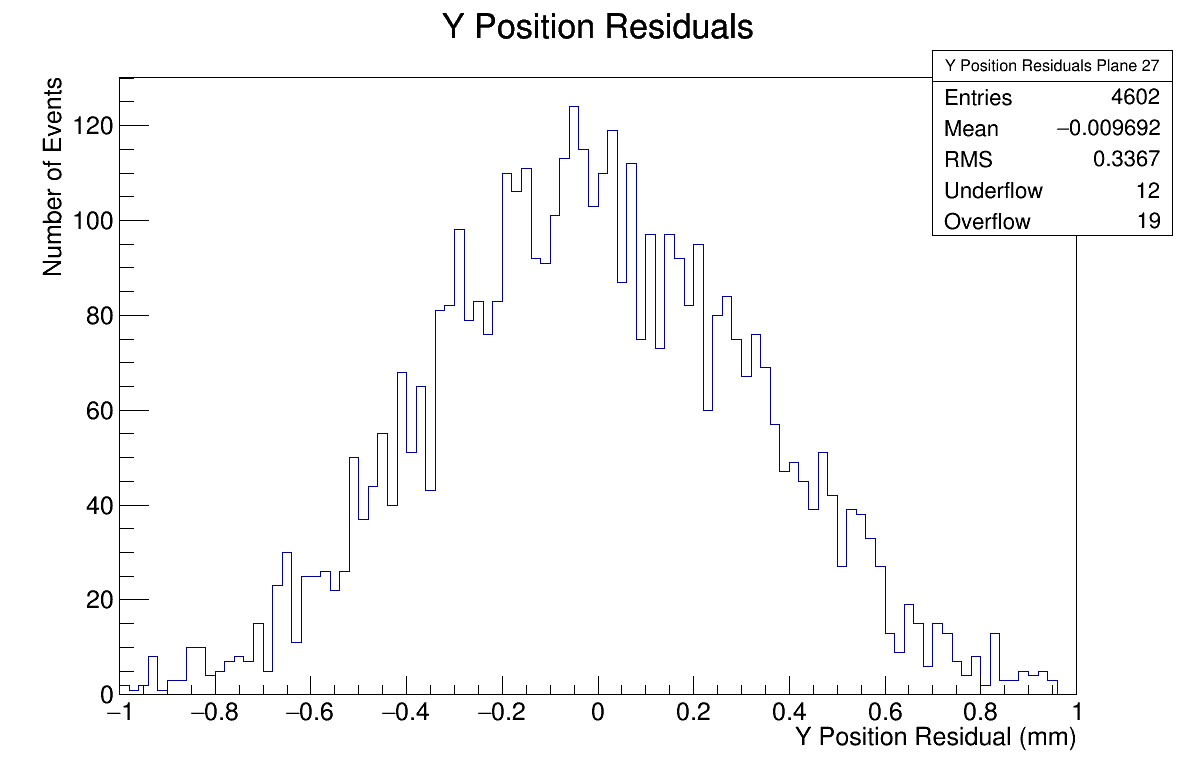 Y Position Residuals
Y Position Residuals Plane 27
Entries 4602
Mean −0.009692
RMS 0.3367
Underflow 12
Overflow 19
Number of Events
120
100
80
60
40
20
0
−1 −0.8 −0.6 −0.4 −0.2 0 0.2 0.4 0.6 0.8 1
Y Position Residual (mm)